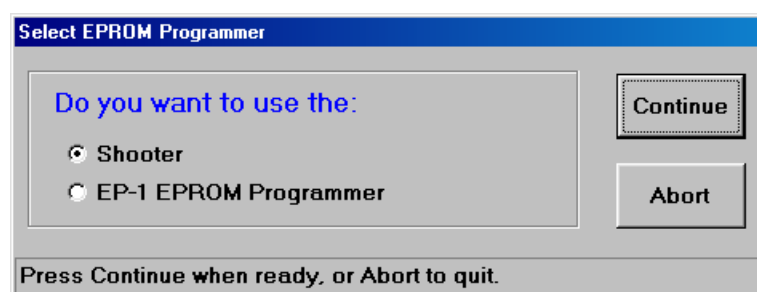 Select EPROM Programmer
Do you want to use the:
Shooter
EP-1 EPROM Programmer
Continue
Abort
Press Continue when ready, or Abort to quit.